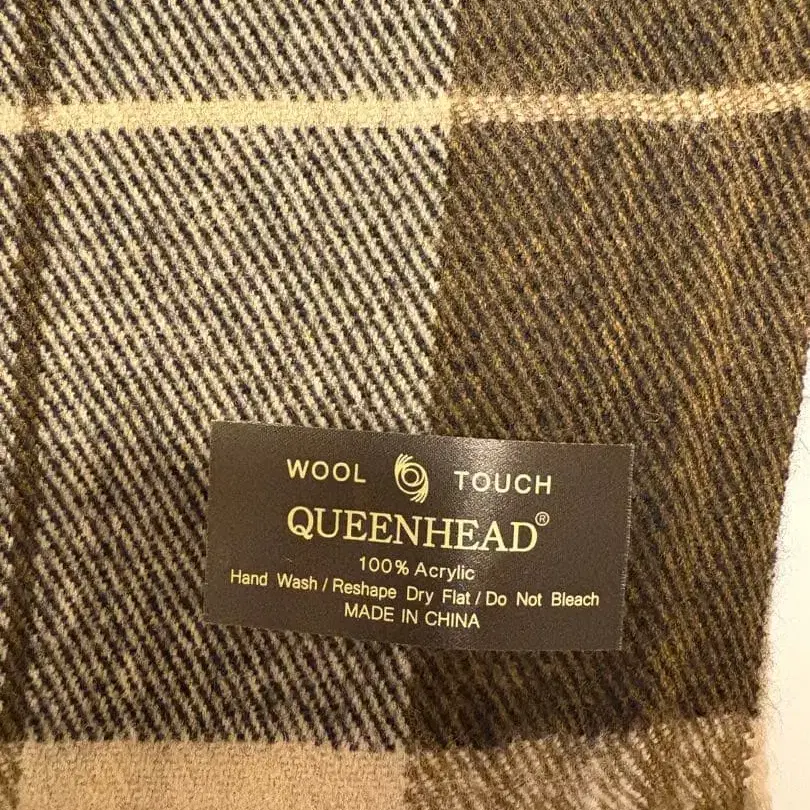 WOOL TOUCH
QUEENHEAD®
100% Acrylic
Hand Wash / Reshape Dry Flat / Do Not Bleach
MADE IN CHINA